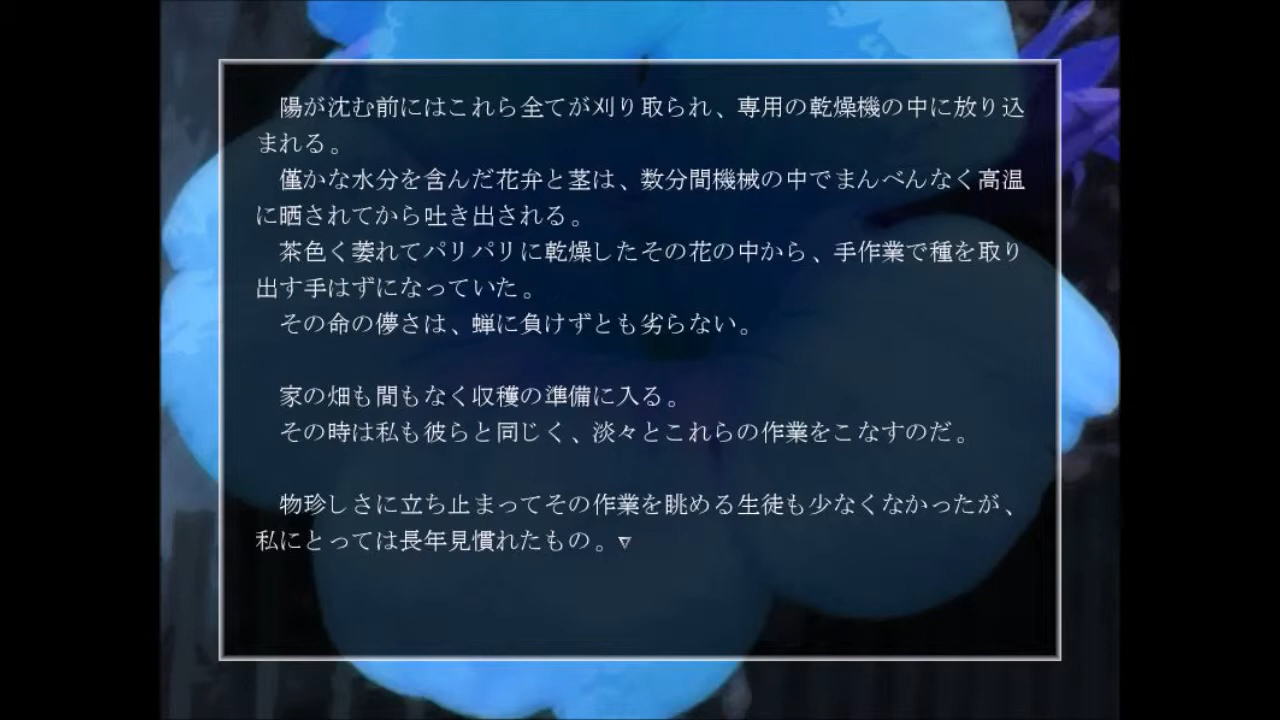 陽が沈む前にはこれら全てが刈り取られ、専用の乾燥機の中に放り込
まれる。
僅かな水分を含んだ花弁と茎は、数分間機械の中でまんべんなく高温
に晒されてから吐き出される。
茶色く萎れてパリパリに乾燥したその花の中から、手作業で種を取り
出す手はずになっていた。
その命の儚さは、蝉に負けずとも劣らない。
家の畑も間もなく収穫の準備に入る。
その時は私も彼らと同じく、淡々とこれらの作業をこなすのだ。
物珍しさに立ち止まってその作業を眺める生徒も少なくなかったが、
私にとっては長年見慣れたもの。▽